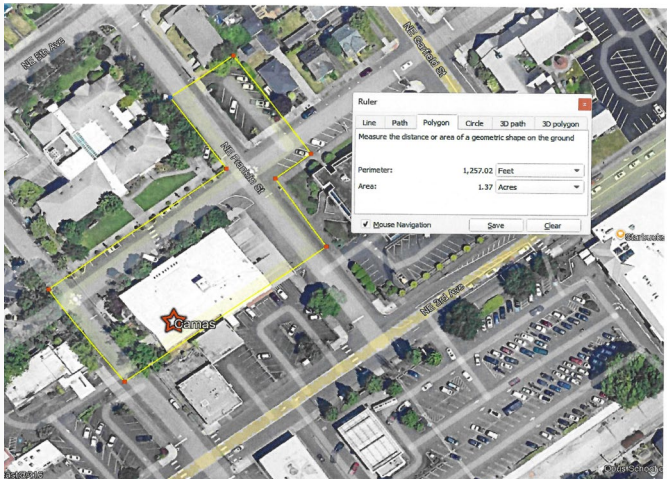 NE 5th Ave
NE Garfield St
Ruler
x
Line Path Polygon Circle 3D path 3D polygon
Measure the distance or area of a geometric shape on the ground
Perimeter: 1,257.02 Feet
Area: 1.37 Acres
Mouse Navigation Save Clear
Starbucks
NE 3rd Ave
Camas